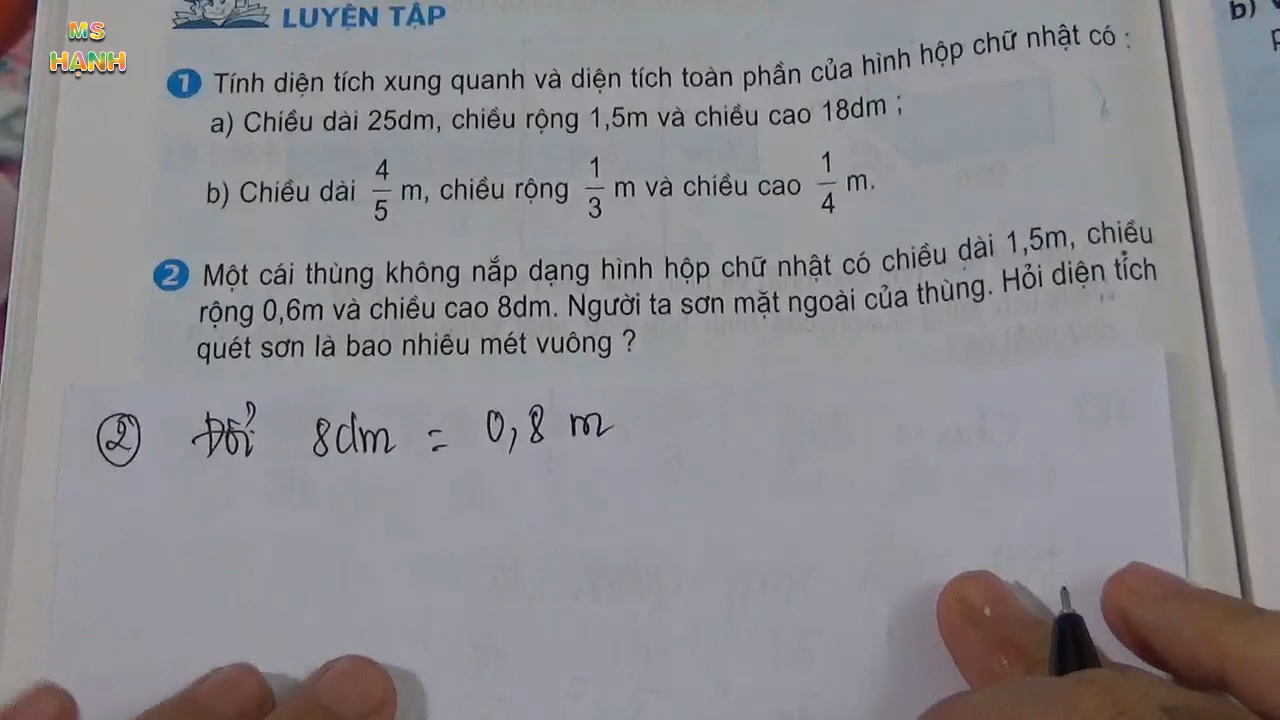 MS
HẠNH
LUYỆN TẬP
b)
1 Tính diện tích xung quanh và diện tích toàn phần của hình hộp chữ nhật có :
a) Chiều dài 25dm, chiều rộng 1,5m và chiều cao 18dm ;
b) Chiều dài 4/5 m, chiều rộng 1/3 m và chiều cao 1/4 m.
2 Một cái thùng không nắp dạng hình hộp chữ nhật có chiều dài 1,5m, chiều
rộng 0,6m và chiều cao 8dm. Người ta sơn mặt ngoài của thùng. Hỏi diện tích
quét sơn là bao nhiêu mét vuông ?
2 Đổi 8dm = 0,8 m